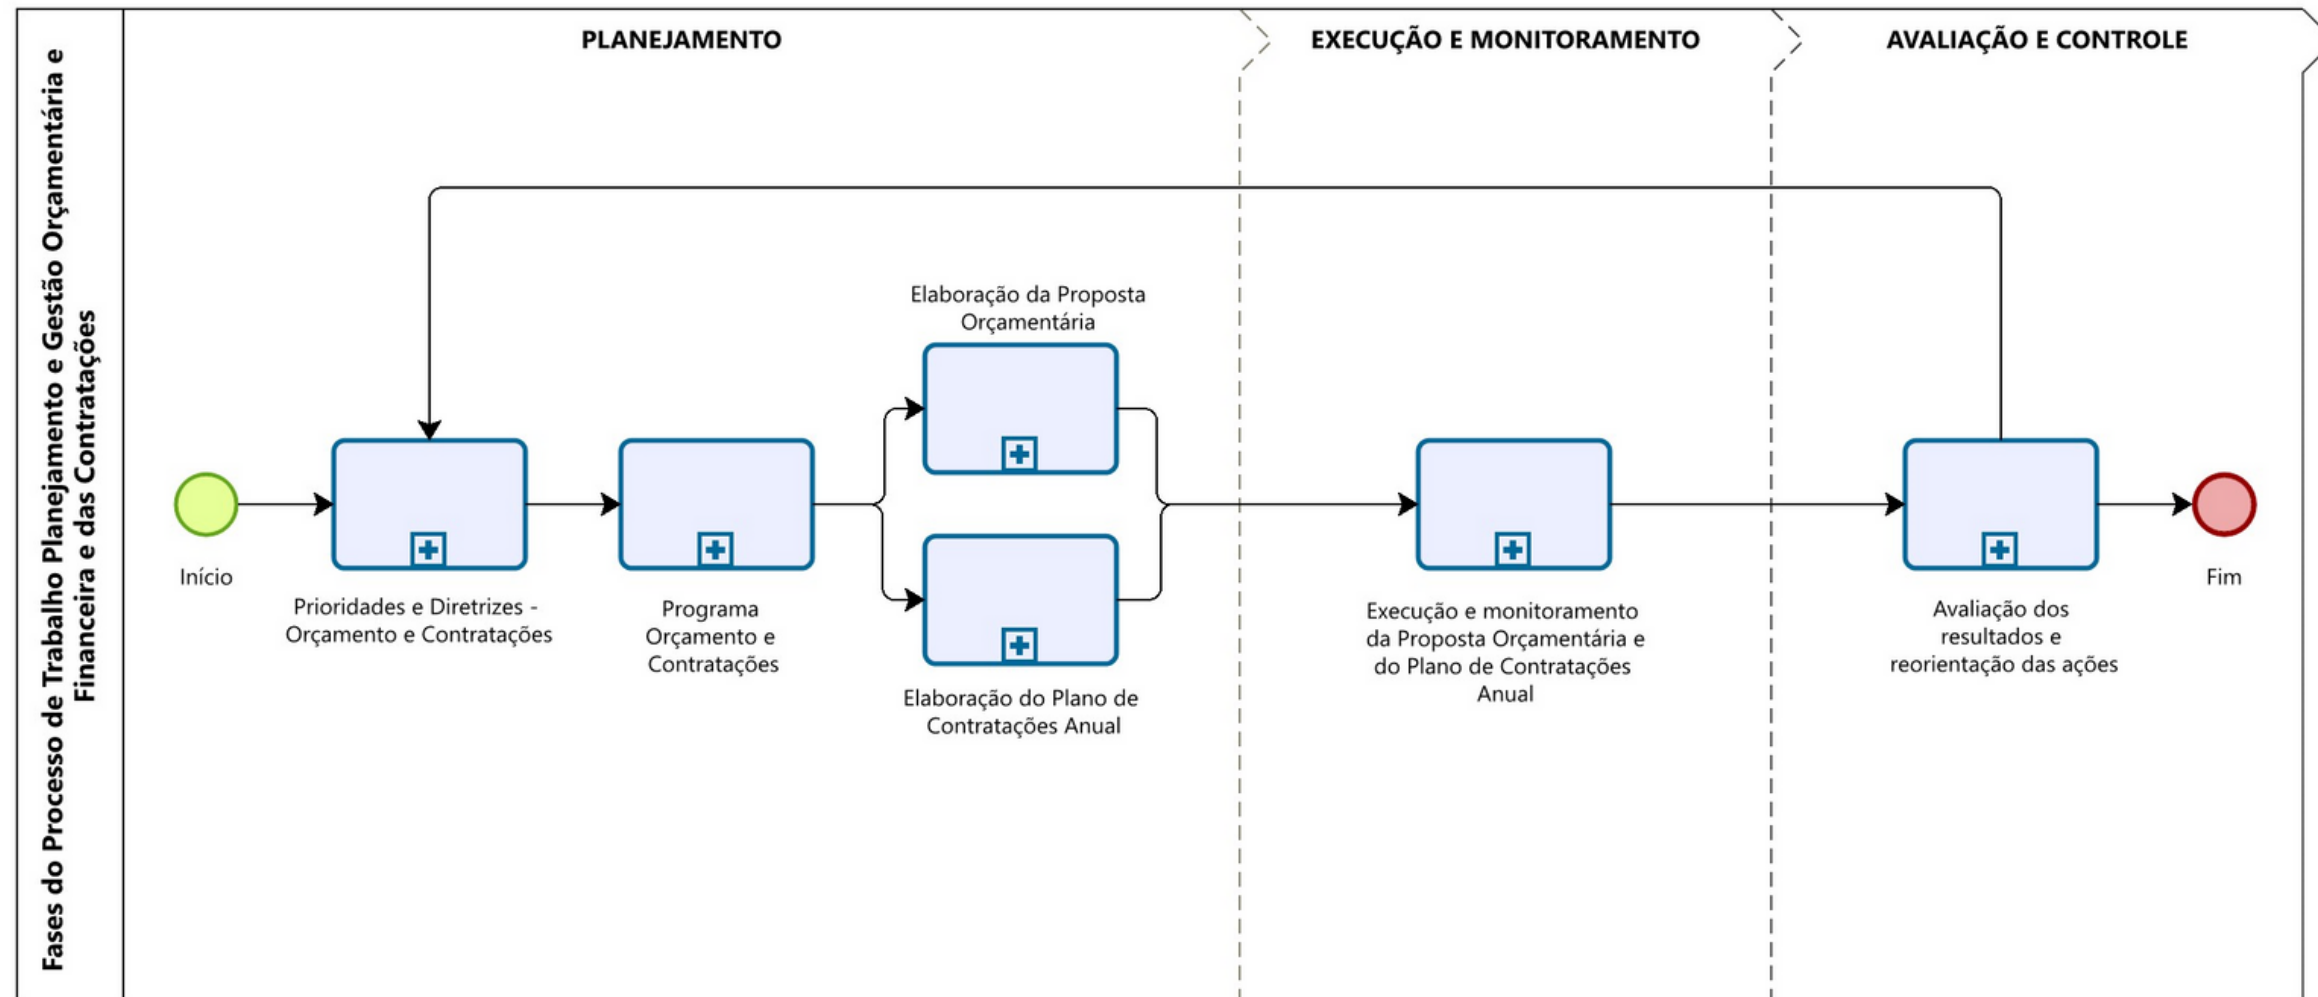 Fases do Processo de Trabalho Planejamento e Gestão Orçamentária e
Financeira e das Contratações
PLANEJAMENTO
EXECUÇÃO E MONITORAMENTO
AVALIAÇÃO E CONTROLE
Início
Prioridades e Diretrizes -
Orçamento e Contratações
Programa
Orçamento e
Contratações
Elaboração da Proposta
Orçamentária
Elaboração do Plano de
Contratações Anual
Execução e monitoramento
da Proposta Orçamentária e
do Plano de Contratações
Anual
Avaliação dos
resultados e
reorientação das ações
Fim